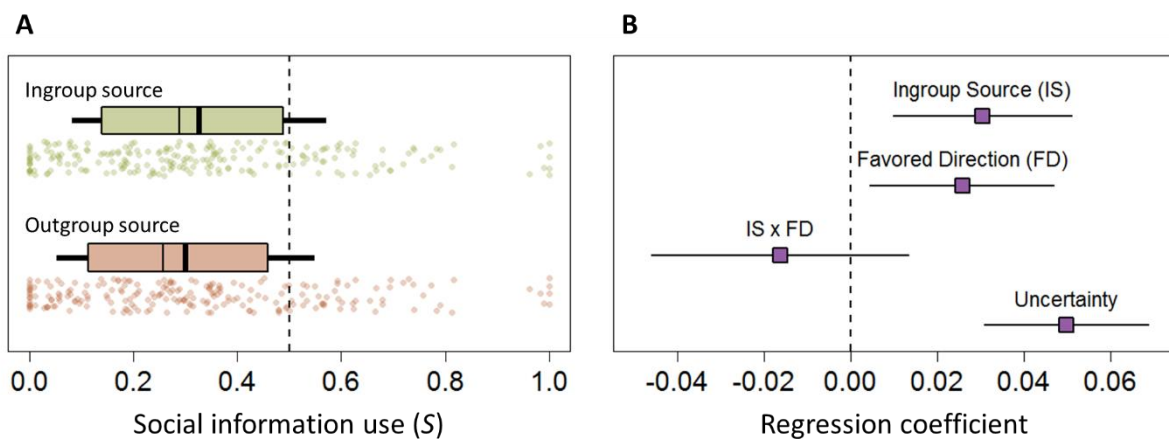 A
Ingroup source
Outgroup source
0.0 0.2 0.4 0.6 0.8 1.0
Social information use (S)
B
Ingroup Source (IS)
Favored Direction (FD)
IS x FD
Uncertainty
-0.04 -0.02 0.00 0.02 0.04 0.06
Regression coefficient